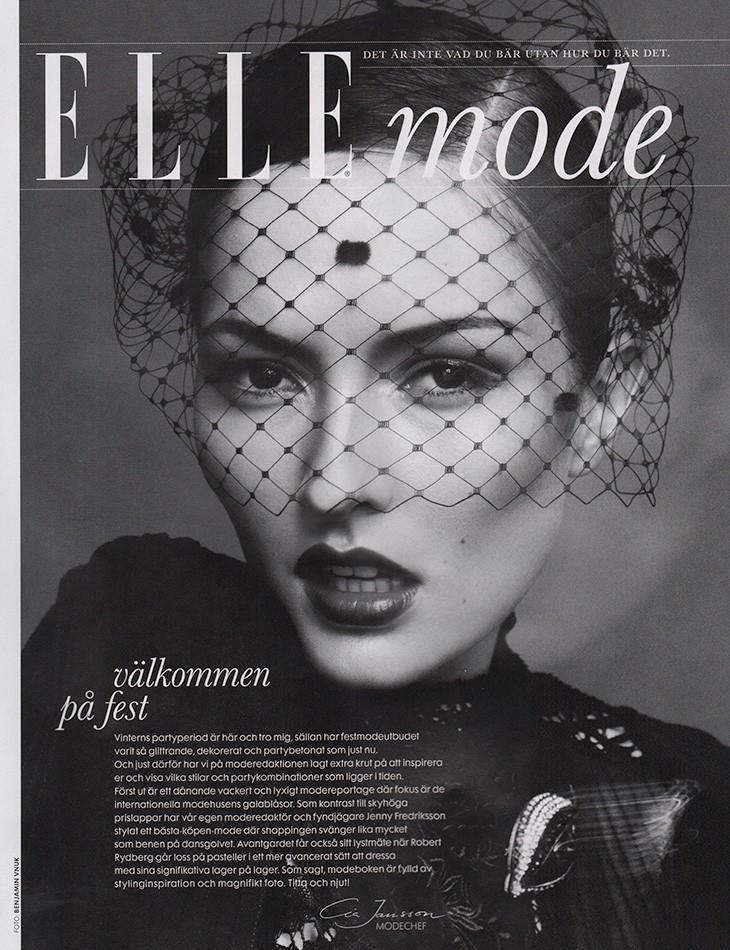 DET ÄR INTE VAD DU BÄR UTAN HUR DU BÄR DET.
ELLE® mode
välkommen
på fest
Vinterns partyperiod är här och tro mig, sällan har festmodeutbudet
varit så glittrande, dekorerat och partybetonat som just nu.
Och just därför har vi på moderedaktionen lagt extra krut på att inspirera
er och visa vilka stilar och partykombinationer som ligger i tiden.
Först ut är ett dånande vackert och lyxigt modereportage där fokus är de
internationella modehusens galablåsor. Som kontrast till skyhöga
prislappar har vår egen moderedaktör och fyndjägare Jenny Fredriksson
stylat ett bästa-köpen-mode där shoppingen svänger lika mycket
som benen på dansgolvet. Avantgardet får också sitt lystmäte när Robert
Rydberg går loss på pasteller i ett mer avancerat sätt att dressa
med sina signifikativa lager på lager. Som sagt, modeboken är fylld av
stylinginspiration och magnifikt foto. Titta och njut!
Cia Jansson
MODECHEF
FOTO: BENJAMIN VNUK